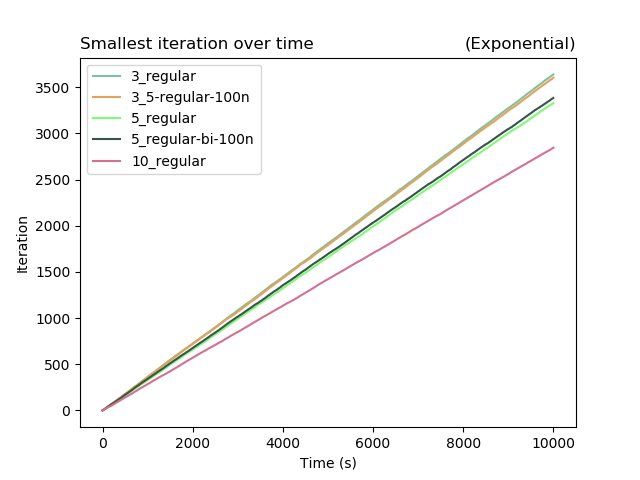 Smallest iteration over time (Exponential)
3_regular
3_5-regular-100n
5_regular
5_regular-bi-100n
10_regular
3500
3000
2500
2000
1500
1000
500
0
Iteration
0 2000 4000 6000 8000 10000
Time (s)